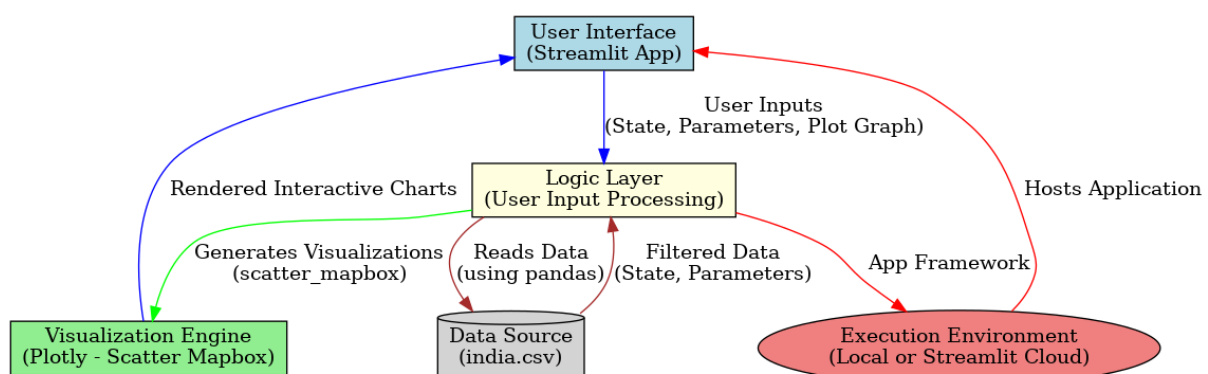 User Interface
(Streamlit App)
User Inputs
(State, Parameters, Plot Graph)
Logic Layer
(User Input Processing)
Rendered Interactive Charts
Hosts Application
Generates Visualizations
(scatter_mapbox)
Reads Data
(using pandas)
Filtered Data
(State, Parameters)
App Framework
Visualization Engine
(Plotly - Scatter Mapbox)
Data Source
(india.csv)
Execution Environment
(Local or Streamlit Cloud)